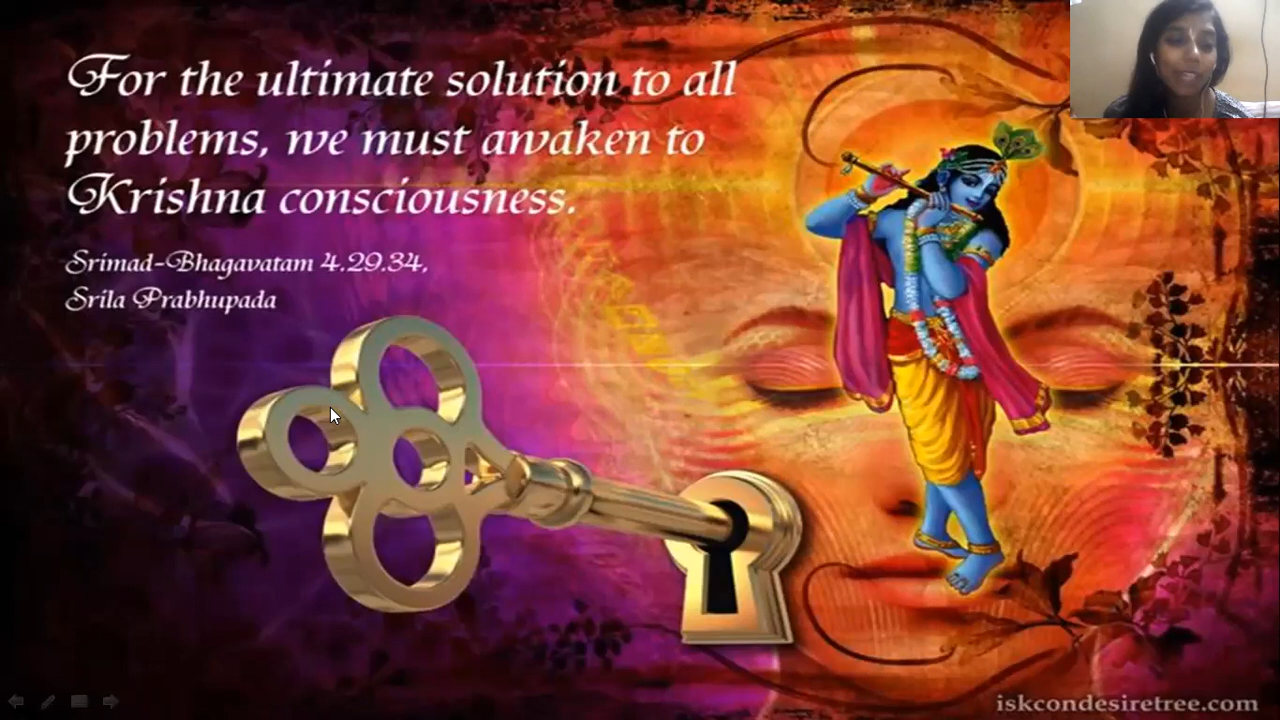 For the ultimate solution to all
problems, we must awaken to
Krishna consciousness.
Srimad-Bhagavatam 4.29.34,
Srila Prabhupada
iskcondesiretree.com